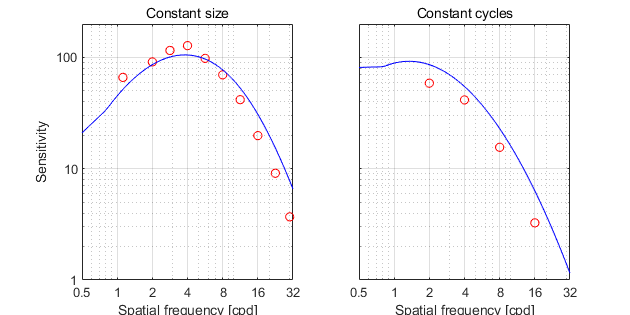 Constant size
Constant cycles
100
10
1
Sensitivity
0.5 1 2 4 8 16 32
0.5 1 2 4 8 16 32
Spatial frequency [cpd]
Spatial frequency [cpd]